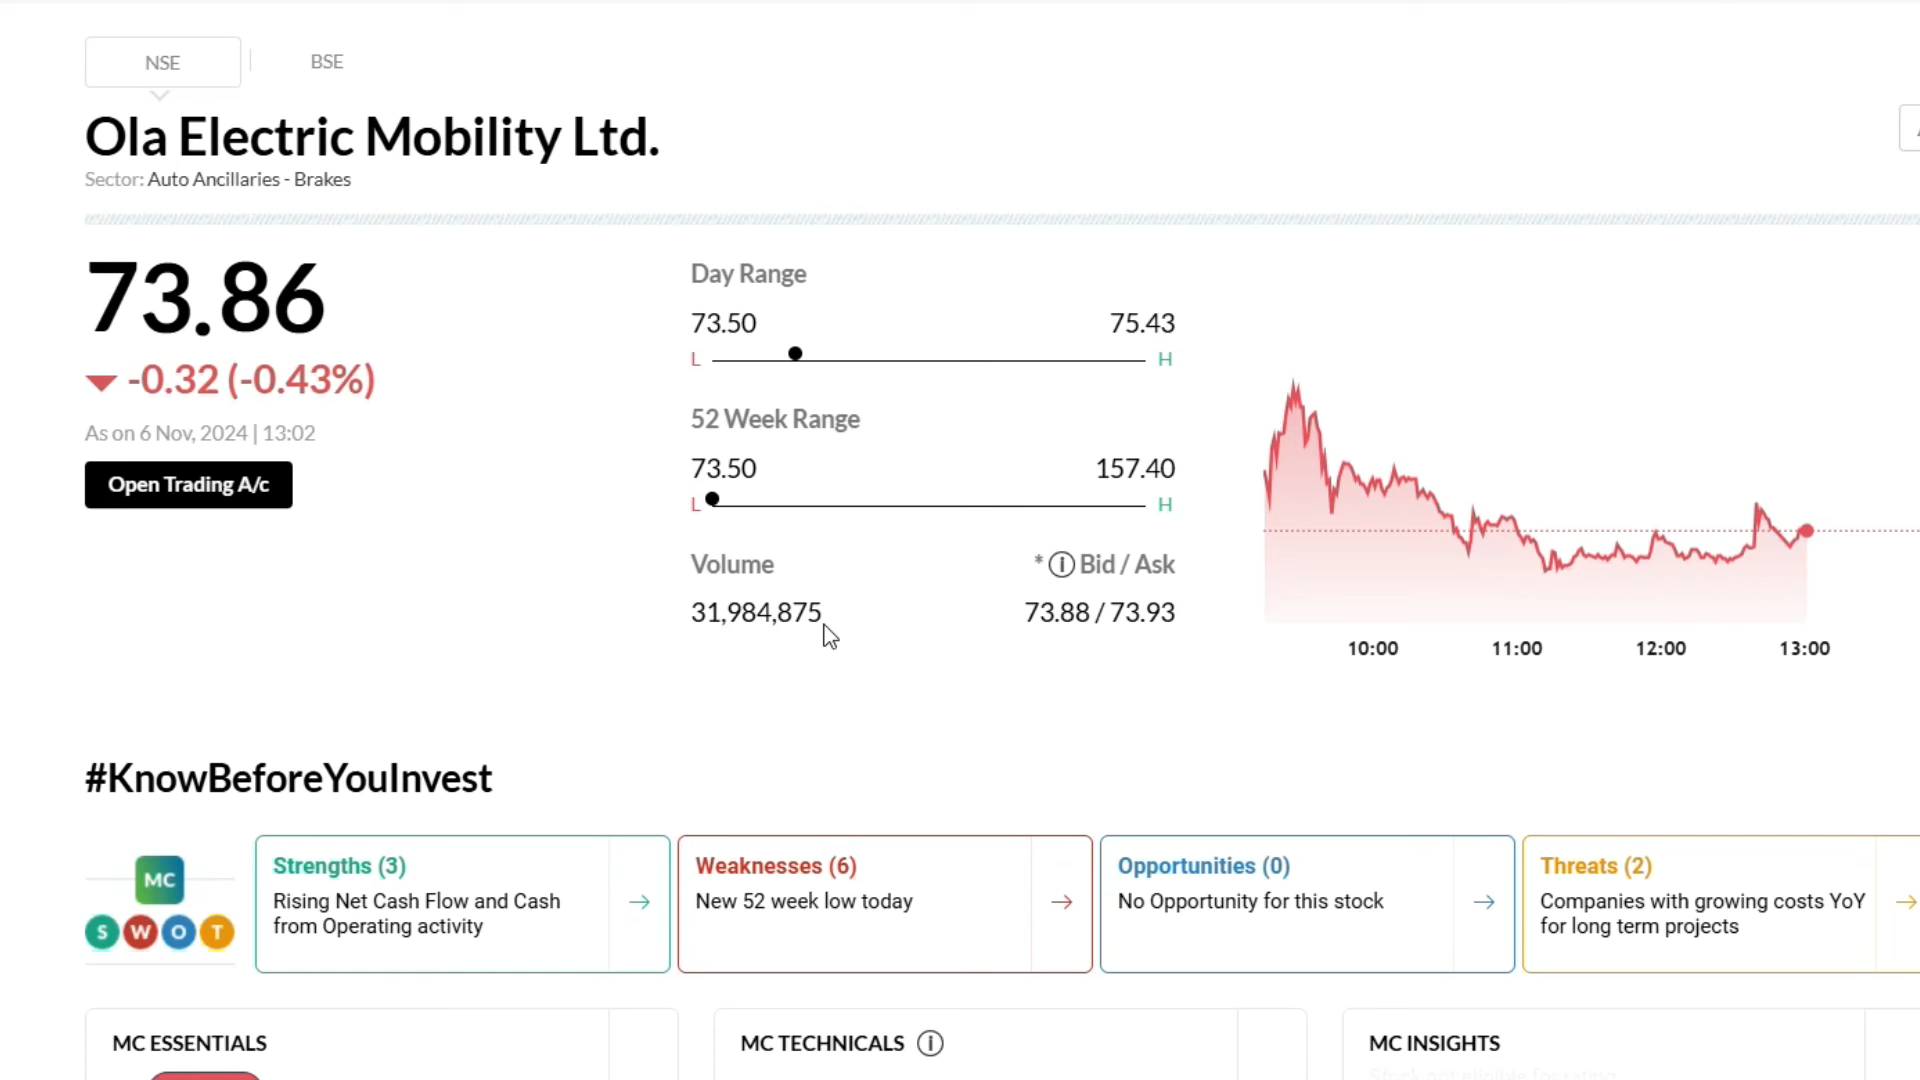 NSE
BSE
Ola Electric Mobility Ltd.
Sector: Auto Ancillaries - Brakes
73.86
-0.32 (-0.43%)
As on 6 Nov, 2024 | 13:02
Open Trading A/c
Day Range
73.50 75.43
L H
52 Week Range
73.50 157.40
L H
Volume * i Bid / Ask
31,984,875 73.88 / 73.93
10:00 11:00 12:00 13:00
#KnowBeforeYouInvest
MC
S W O T
Strengths (3)
Rising Net Cash Flow and Cash
from Operating activity
Weaknesses (6)
New 52 week low today
Opportunities (0)
No Opportunity for this stock
Threats (2)
Companies with growing costs YoY
for long term projects
MC ESSENTIALS
MC TECHNICALS i
MC INSIGHTS
Stock not eligible for rating